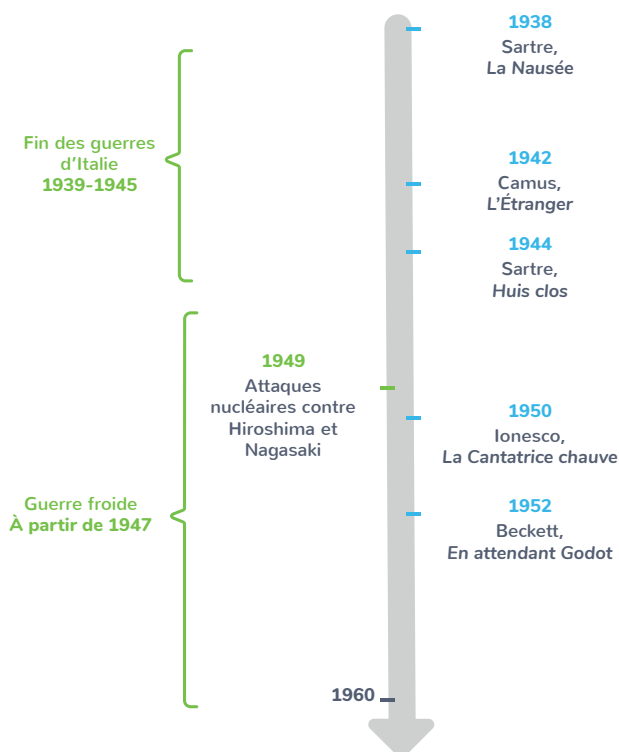 1938
Sartre,
La Nausée
Fin des guerres
d’Italie
1939-1945
1942
Camus,
L’Étranger
1944
Sartre,
Huis clos
1949
Attaques
nucléaires contre
Hiroshima et
Nagasaki
1950
Ionesco,
La Cantatrice chauve
Guerre froide
À partir de 1947
1952
Beckett,
En attendant Godot
1960